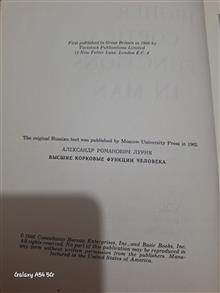 First published in Great Britain in 1966 by
Tavistock Publications Limited
11 New Fetter Lane, London E.C. 4
The original Russian text was published by Moscow University Press in 1962.
АЛЕКСАНДР РОМАНОВИЧ ЛУРИЯ
ВЫСШИЕ КОРКОВЫЕ ФУНКЦИИ ЧЕЛОВЕКА
©1966 Consultants Bureau Enterprises, Inc., and Basic Books, Inc.
All rights reserved. No part of this publication may be reproduced in any
form without written permission from the publishers. Manu-
factured in the United States of America.
Galaxy A54 5G